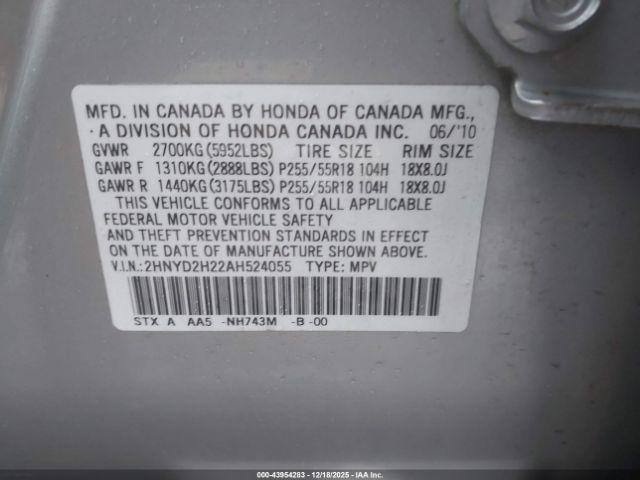 MFD. IN CANADA BY HONDA OF CANADA MFG.,
A DIVISION OF HONDA CANADA INC. 06/'10
GVWR 2700KG(5952LBS) TIRE SIZE RIM SIZE
GAWR F 1310KG(2888LBS) P255/55R18 104H 18X8.0J
GAWR R 1440KG(3175LBS) P255/55R18 104H 18X8.0J
THIS VEHICLE CONFORMS TO ALL APPLICABLE
FEDERAL MOTOR VEHICLE SAFETY
AND THEFT PREVENTION STANDARDS IN EFFECT
ON THE DATE OF MANUFACTURE SHOWN ABOVE.
V.I.N.:2HNYD2H22AH524055 TYPE: MPV
STX A AA5 -NH743M -B -00
000-43954283 - 12/18/2025 - IAA Inc.